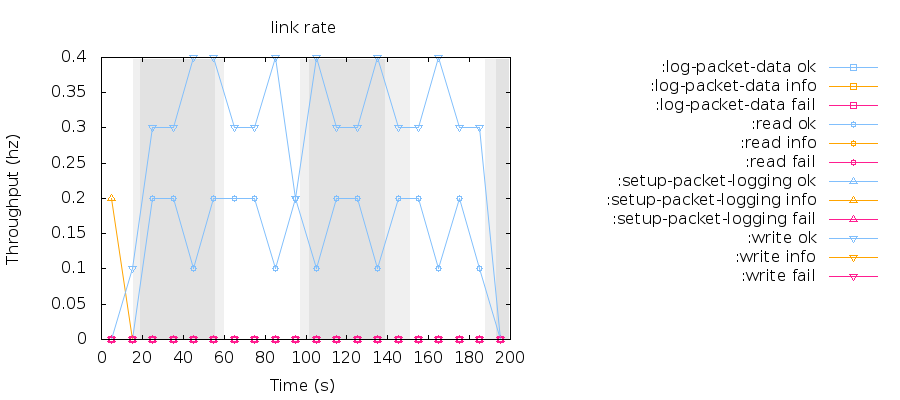 link rate
Throughput (hz)
0.4
0.35
0.3
0.25
0.2
0.15
0.1
0.05
0
0 20 40 60 80 100 120 140 160 180 200
Time (s)
:log-packet-data ok
:log-packet-data info
:log-packet-data fail
:read ok
:read info
:read fail
:setup-packet-logging ok
:setup-packet-logging info
:setup-packet-logging fail
:write ok
:write info
:write fail